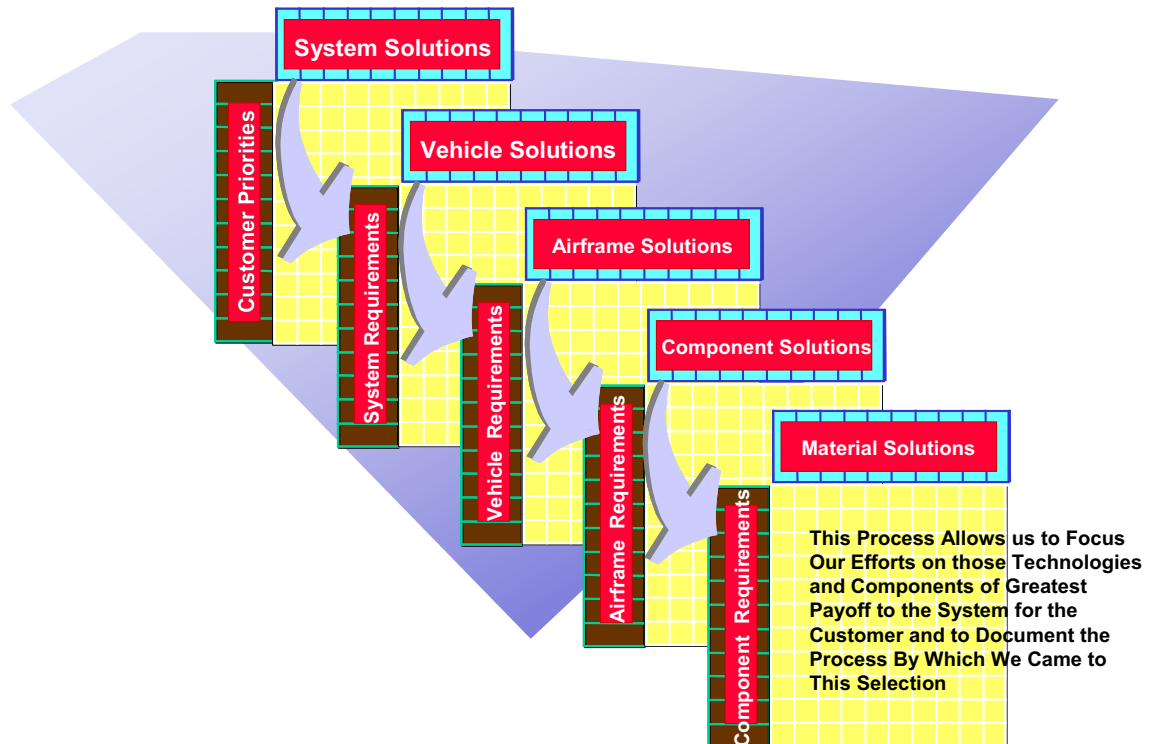 System Solutions
Customer Priorities
Vehicle Solutions
System Requirements
Airframe Solutions
Vehicle Requirements
Component Solutions
Airframe Requirements
Material Solutions
Component Requirements
This Process Allows us to Focus
Our Efforts on those Technologies
and Components of Greatest
Payoff to the System for the
Customer and to Document the
Process By Which We Came to
This Selection